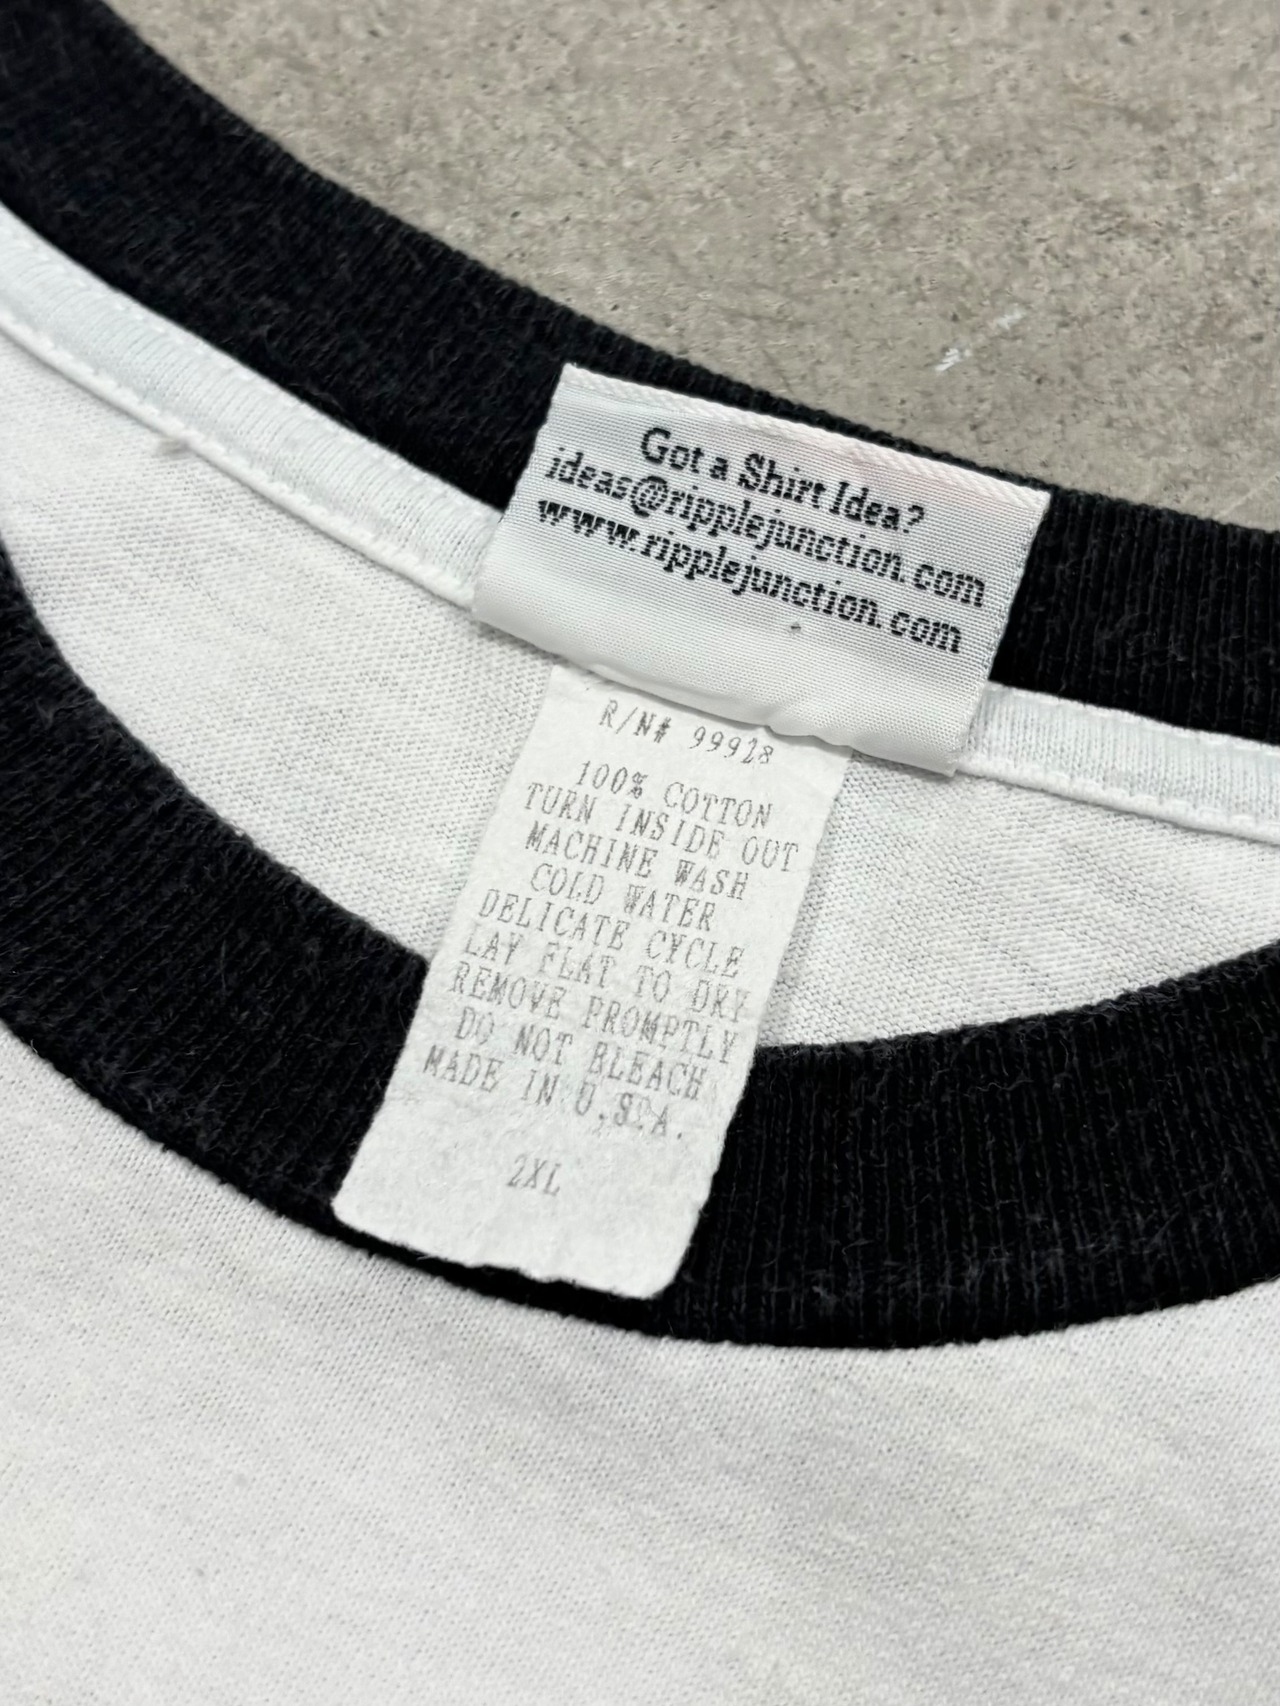 Got a Shirt Idea?
ideas@ripplejunction.com
www.ripplejunction.com
R/N# 99928
100% COTTON
TURN INSIDE OUT
MACHINE WASH
COLD WATER
DELICATE CYCLE
LAY FLAT TO DRY
REMOVE PROMPTLY
DO NOT BLEACH
MADE IN U.S.A.
2XL